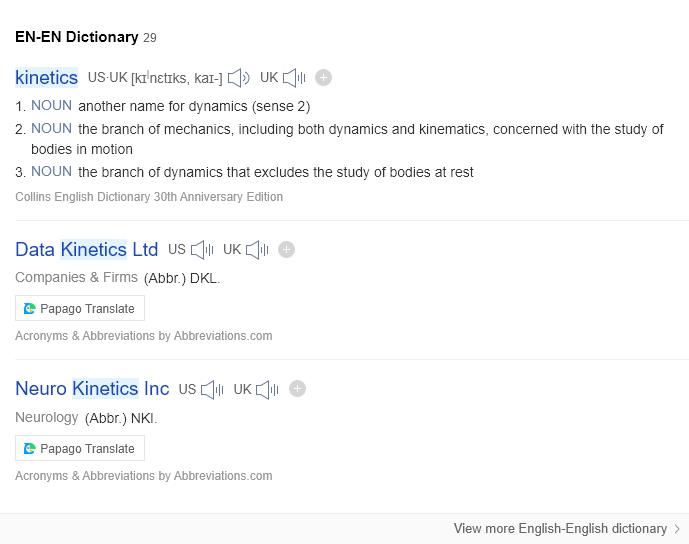 EN-EN Dictionary 29
kinetics US·UK [kɪˈnɛtɪks, kaɪ-] UK
1. NOUN another name for dynamics (sense 2)
2. NOUN the branch of mechanics, including both dynamics and kinematics, concerned with the study of
bodies in motion
3. NOUN the branch of dynamics that excludes the study of bodies at rest
Collins English Dictionary 30th Anniversary Edition
Data Kinetics Ltd US UK
Companies & Firms (Abbr.) DKL.
Papago Translate
Acronyms & Abbreviations by Abbreviations.com
Neuro Kinetics Inc US UK
Neurology (Abbr.) NKI.
Papago Translate
Acronyms & Abbreviations by Abbreviations.com
View more English-English dictionary